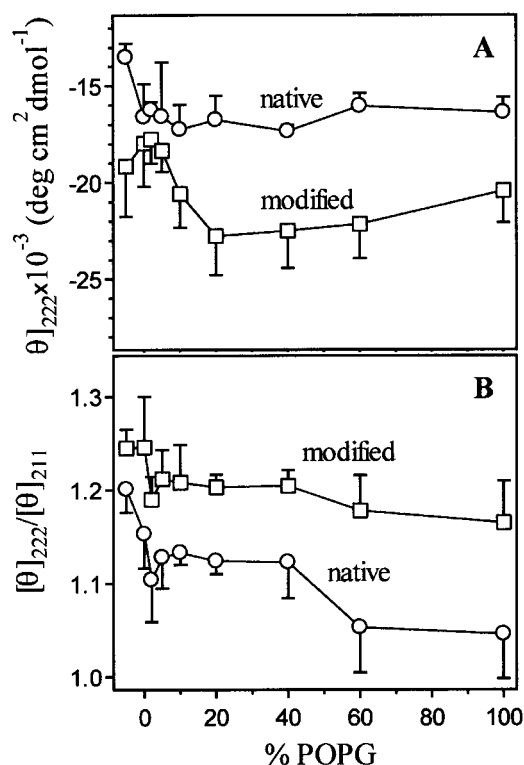 A
native
modified
-15
-20
-25
θ]222x10-3 (deg cm2 dmol-1)
B
modified
native
1.3
1.2
1.1
1.0
[θ]222/[θ]211
0 20 40 60 80 100
% POPG